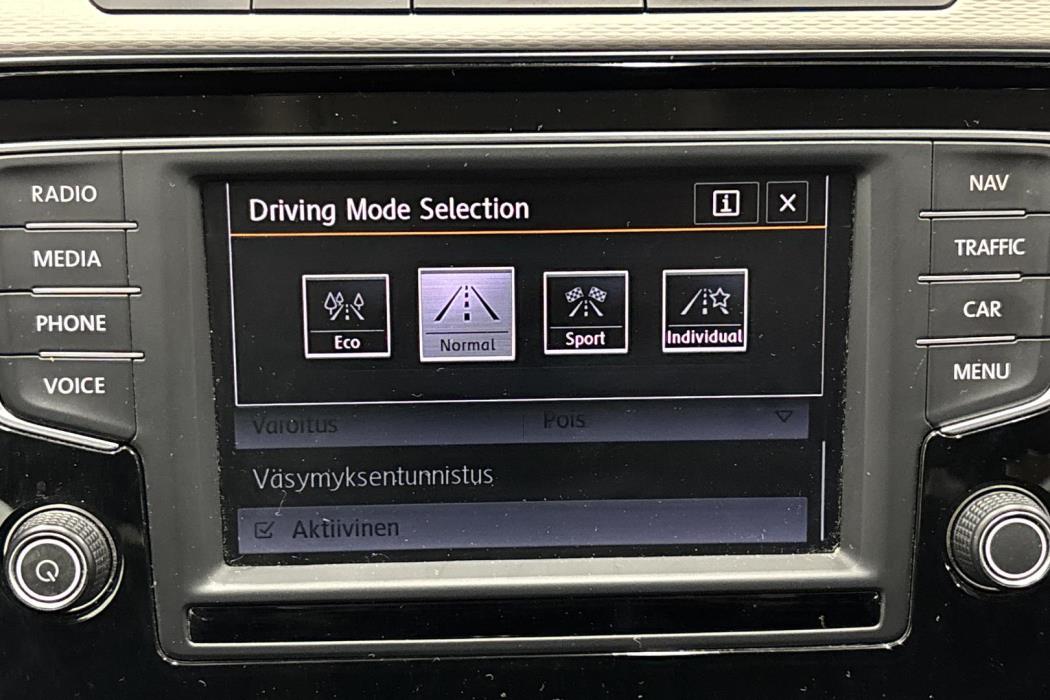 RADIO
MEDIA
PHONE
VOICE
Driving Mode Selection
Eco
Normal
Sport
Individual
Varoitus Pois
Väsymyksentunnistus
Aktiivinen
NAV
TRAFFIC
CAR
MENU